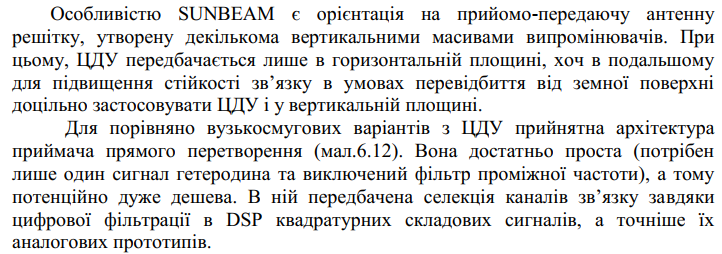 Особливістю SUNBEAM є орієнтація на прийомо-передаючу антенну
решітку, утворену декількома вертикальними масивами випромінювачів. При
цьому, ЦДУ передбачається лише в горизонтальній площині, хоч в подальшому
для підвищення стійкості зв’язку в умовах перевідбиття від земної поверхні
доцільно застосовувати ЦДУ і у вертикальній площині.
Для порівняно вузькосмугових варіантів з ЦДУ прийнятна архітектура
приймача прямого перетворення (мал.6.12). Вона достатньо проста (потрібен
лише один сигнал гетеродина та виключений фільтр проміжної частоти), а тому
потенційно дуже дешева. В ній передбачена селекція каналів зв’язку завдяки
цифрової фільтрації в DSP квадратурних складових сигналів, а точніше їх
аналогових прототипів.